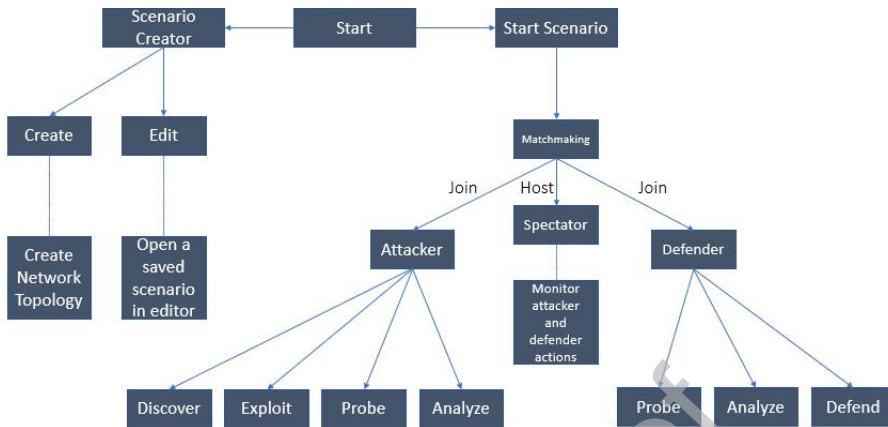 Scenario
Creator
Start
Start Scenario
Create
Edit
Matchmaking
Join
Host
Join
Create
Network
Topology
Open a
saved
scenario
in editor
Attacker
Spectator
Defender
Monitor
attacker
and
defender
actions
Discover
Exploit
Probe
Analyze
Probe
Analyze
Defend